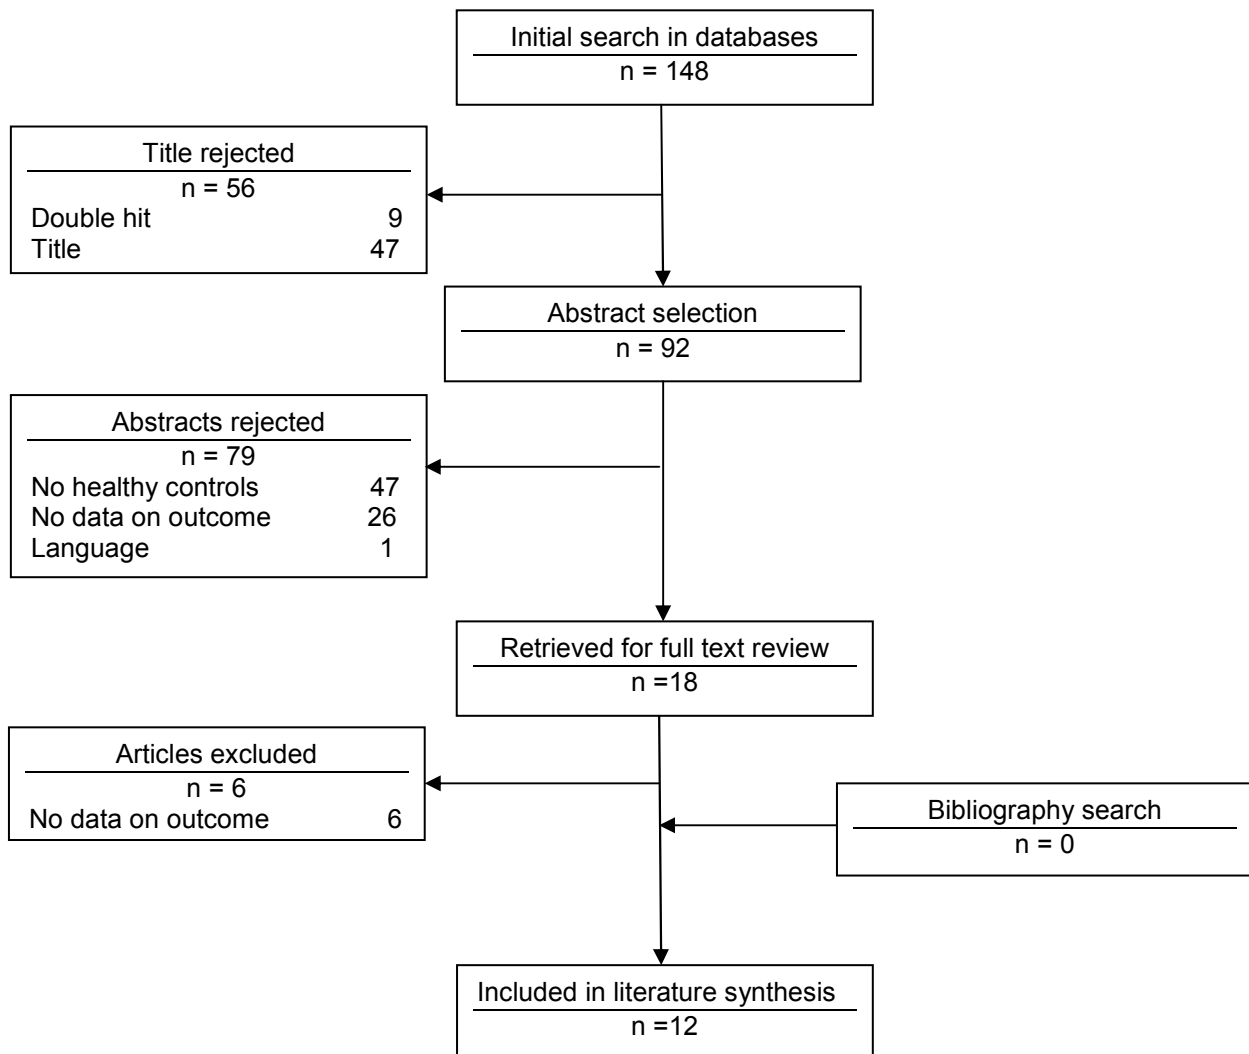 Initial search in databases
n = 148
Title rejected
n = 56
Double hit 9
Title 47
Abstract selection
n = 92
Abstracts rejected
n = 79
No healthy controls 47
No data on outcome 26
Language 1
Retrieved for full text review
n =18
Articles excluded
n = 6
No data on outcome 6
Bibliography search
n = 0
Included in literature synthesis
n =12